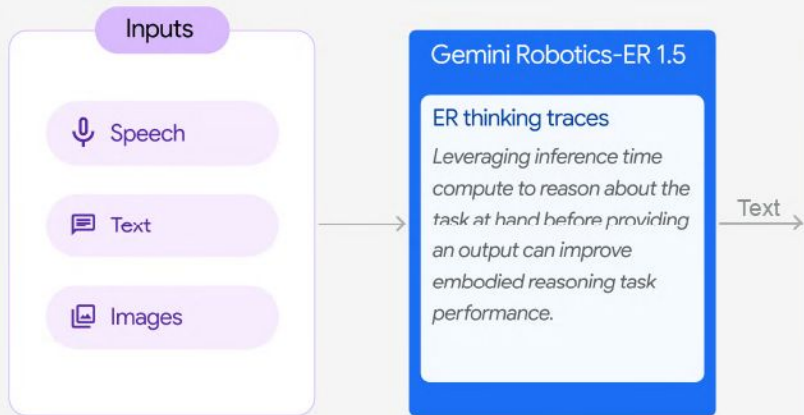 Inputs
Speech
Text
Images
Gemini Robotics-ER 1.5
ER thinking traces
Leveraging inference time
compute to reason about the
task at hand before providing
an output can improve
embodied reasoning task
performance.
Text